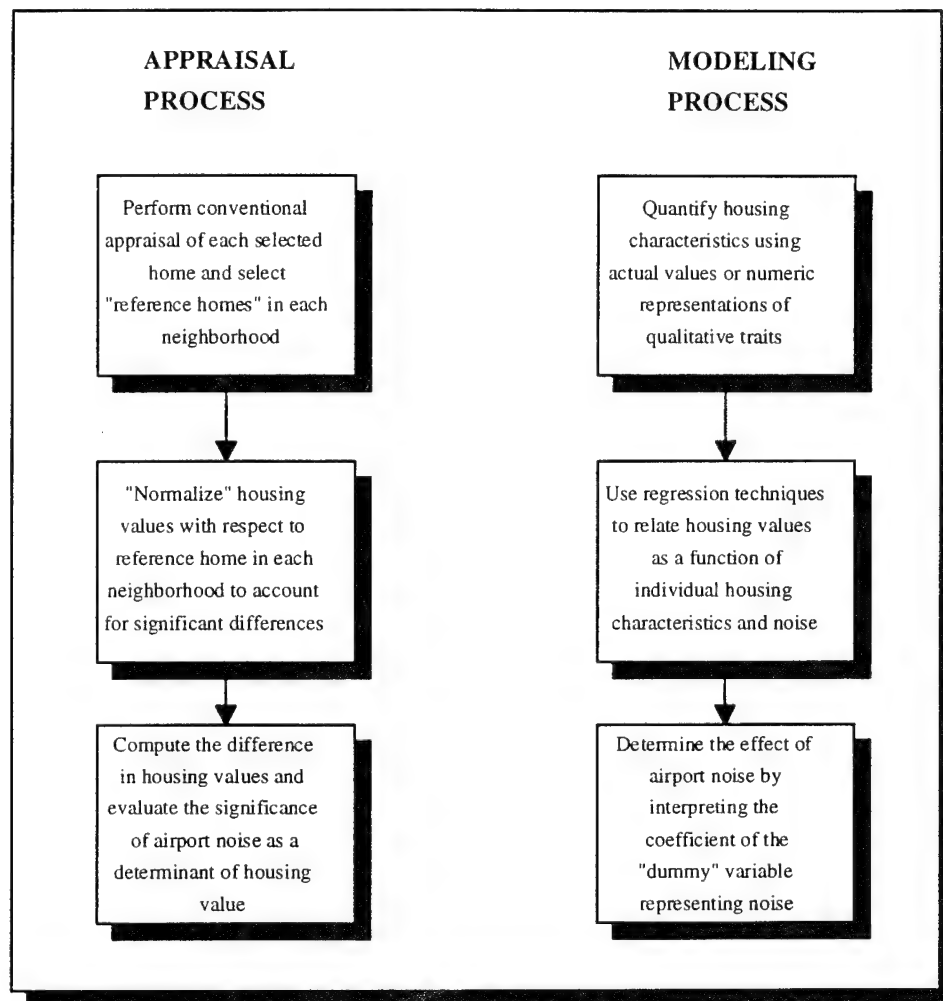 APPRAISAL
PROCESS
Perform conventional
appraisal of each selected
home and select
"reference homes" in each
neighborhood
"Normalize" housing
values with respect to
reference home in each
neighborhood to account
for significant differences
Compute the difference
in housing values and
evaluate the significance
of airport noise as a
determinant of housing
value
MODELING
PROCESS
Quantify housing
characteristics using
actual values or numeric
representations of
qualitative traits
Use regression techniques
to relate housing values
as a function of
individual housing
characteristics and noise
Determine the effect of
airport noise by
interpreting the
coefficient of the
"dummy" variable
representing noise